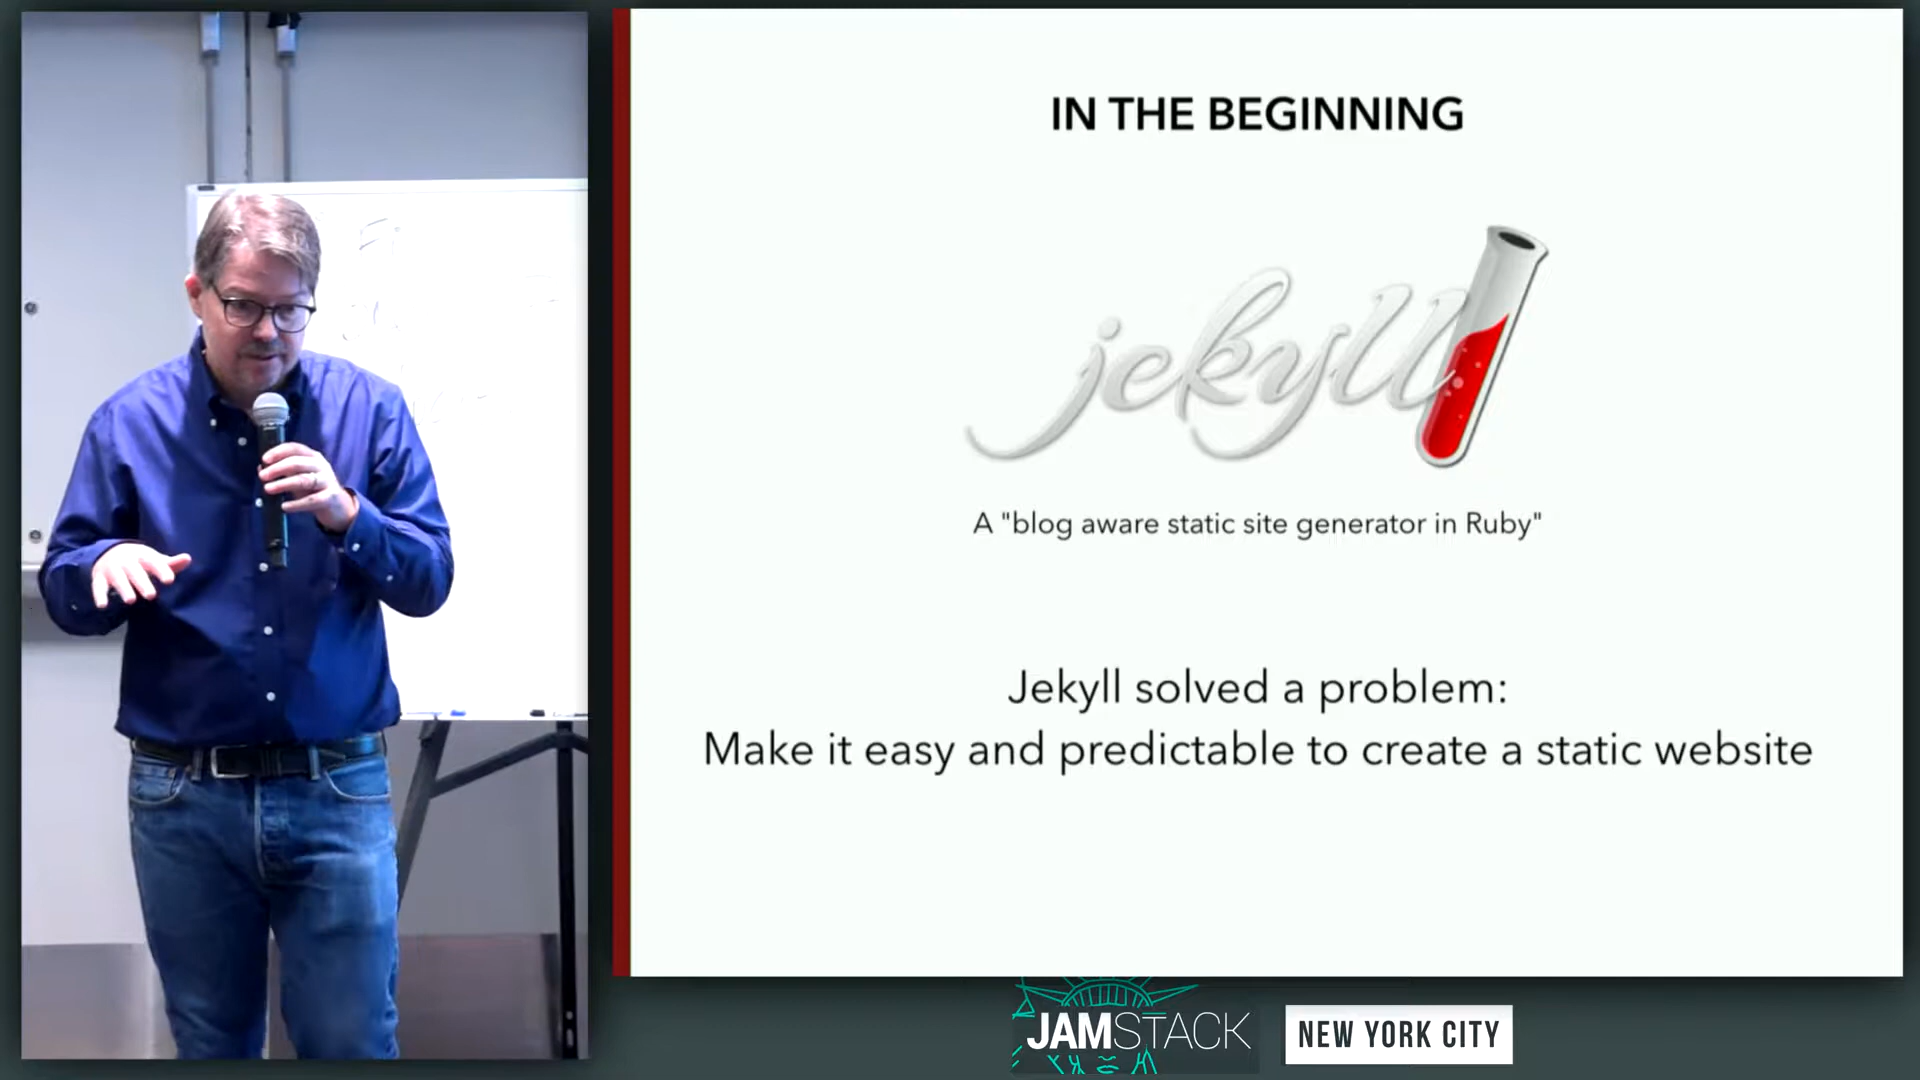 IN THE BEGINNING
jekyll
A "blog aware static site generator in Ruby"
Jekyll solved a problem:
Make it easy and predictable to create a static website
JAMSTACK
NEW YORK CITY